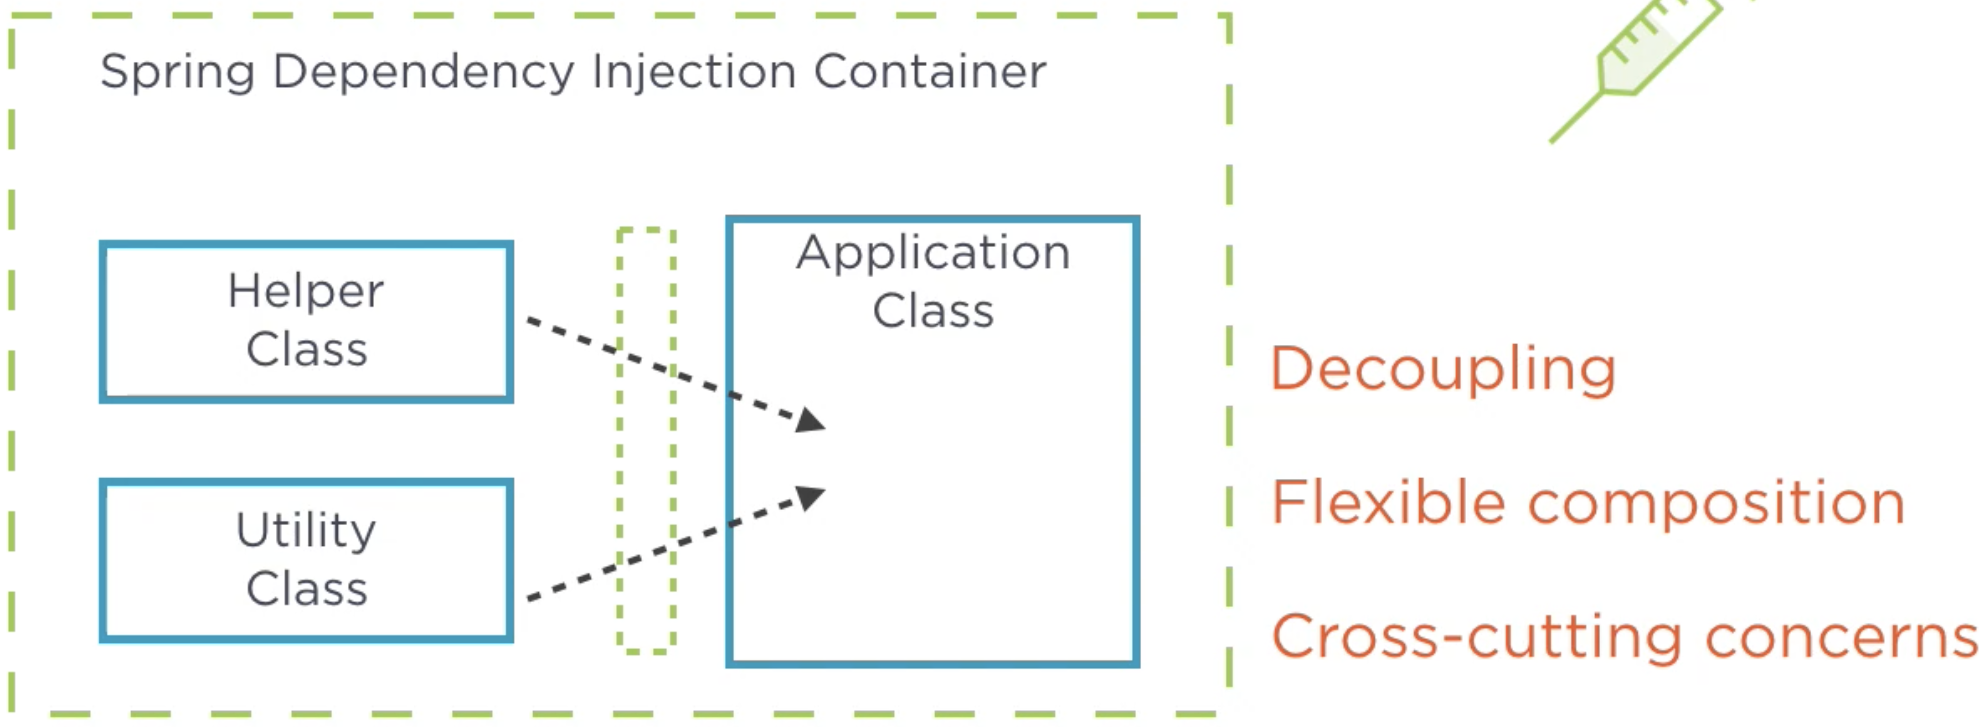 Spring Dependency Injection Container
Helper
Class
Utility
Class
Application
Class
Decoupling
Flexible composition
Cross-cutting concerns